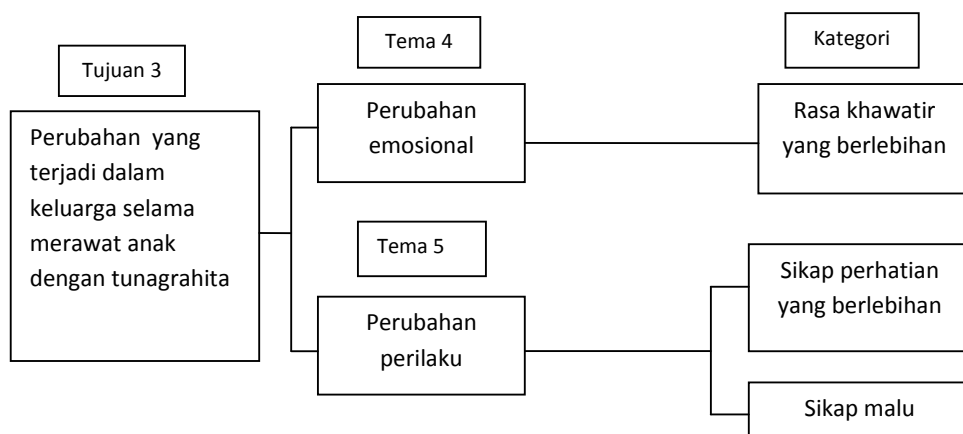 Tujuan 3
Perubahan yang
terjadi dalam
keluarga selama
merawat anak
dengan tunagrahita
Tema 4
Perubahan
emosional
Tema 5
Perubahan
perilaku
Kategori
Rasa khawatir
yang berlebihan
Sikap perhatian
yang berlebihan
Sikap malu